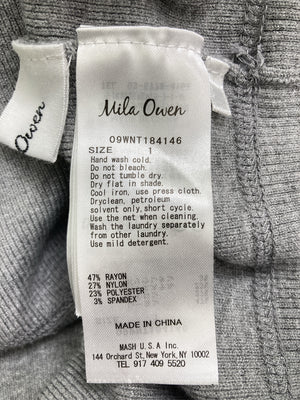 Owen
Mila Owen
09WNT184146
SIZE 1
Hand wash cold.
Do not bleach.
Do not tumble dry.
Dry flat in shade.
Cool iron, use press cloth.
Dryclean, petroleum
solvent only, short cycle.
Use the net when cleaning.
Wash the laundry separately
from other laundry.
Use mild detergent.
47% RAYON
27% NYLON
23% POLYESTER
3% SPANDEX
MADE IN CHINA
MASH U.S.A Inc.
144 Orchard St, New York, NY, 10002
TEL 917 409 5520